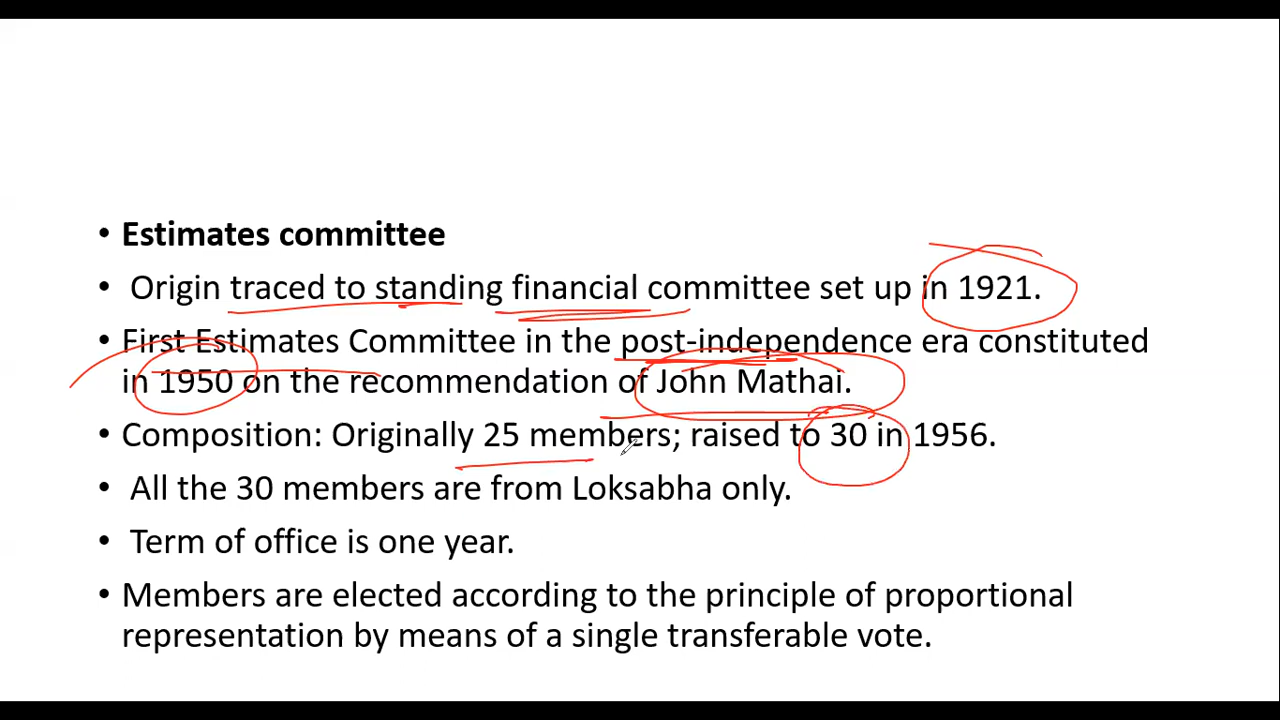 • Estimates committee
• Origin traced to standing financial committee set up in 1921.
• First Estimates Committee in the post-independence era constituted
in 1950 on the recommendation of John Mathai.
• Composition: Originally 25 members; raised to 30 in 1956.
• All the 30 members are from Loksabha only.
• Term of office is one year.
• Members are elected according to the principle of proportional
representation by means of a single transferable vote.